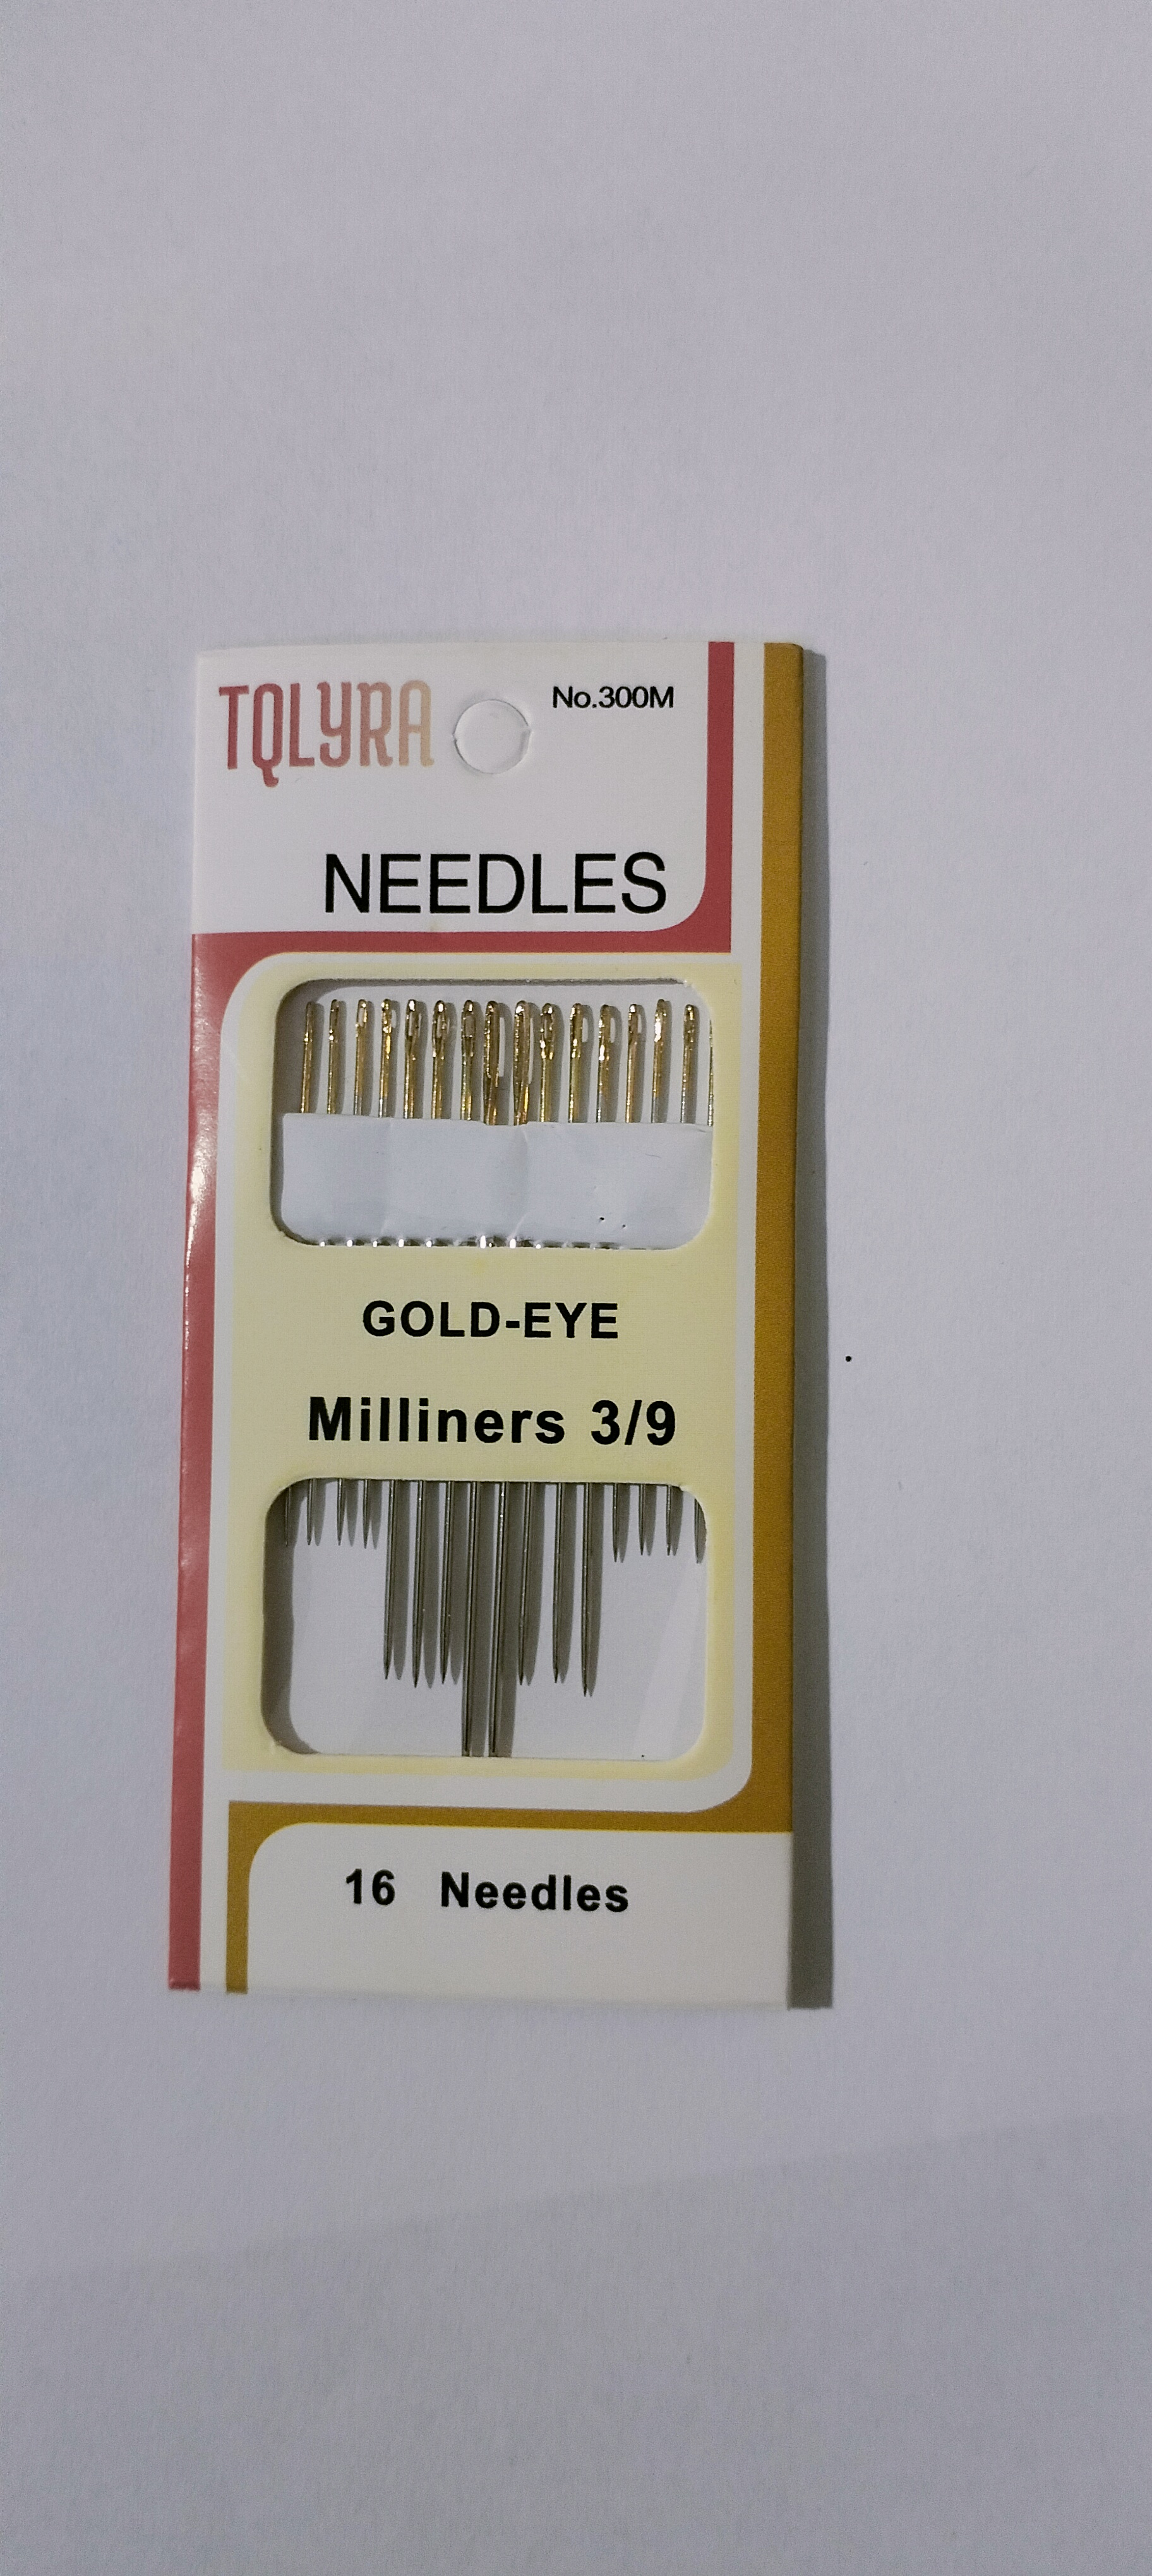 TQLYRA
No.300M
NEEDLES
GOLD-EYE
Milliners 3/9
16 Needles